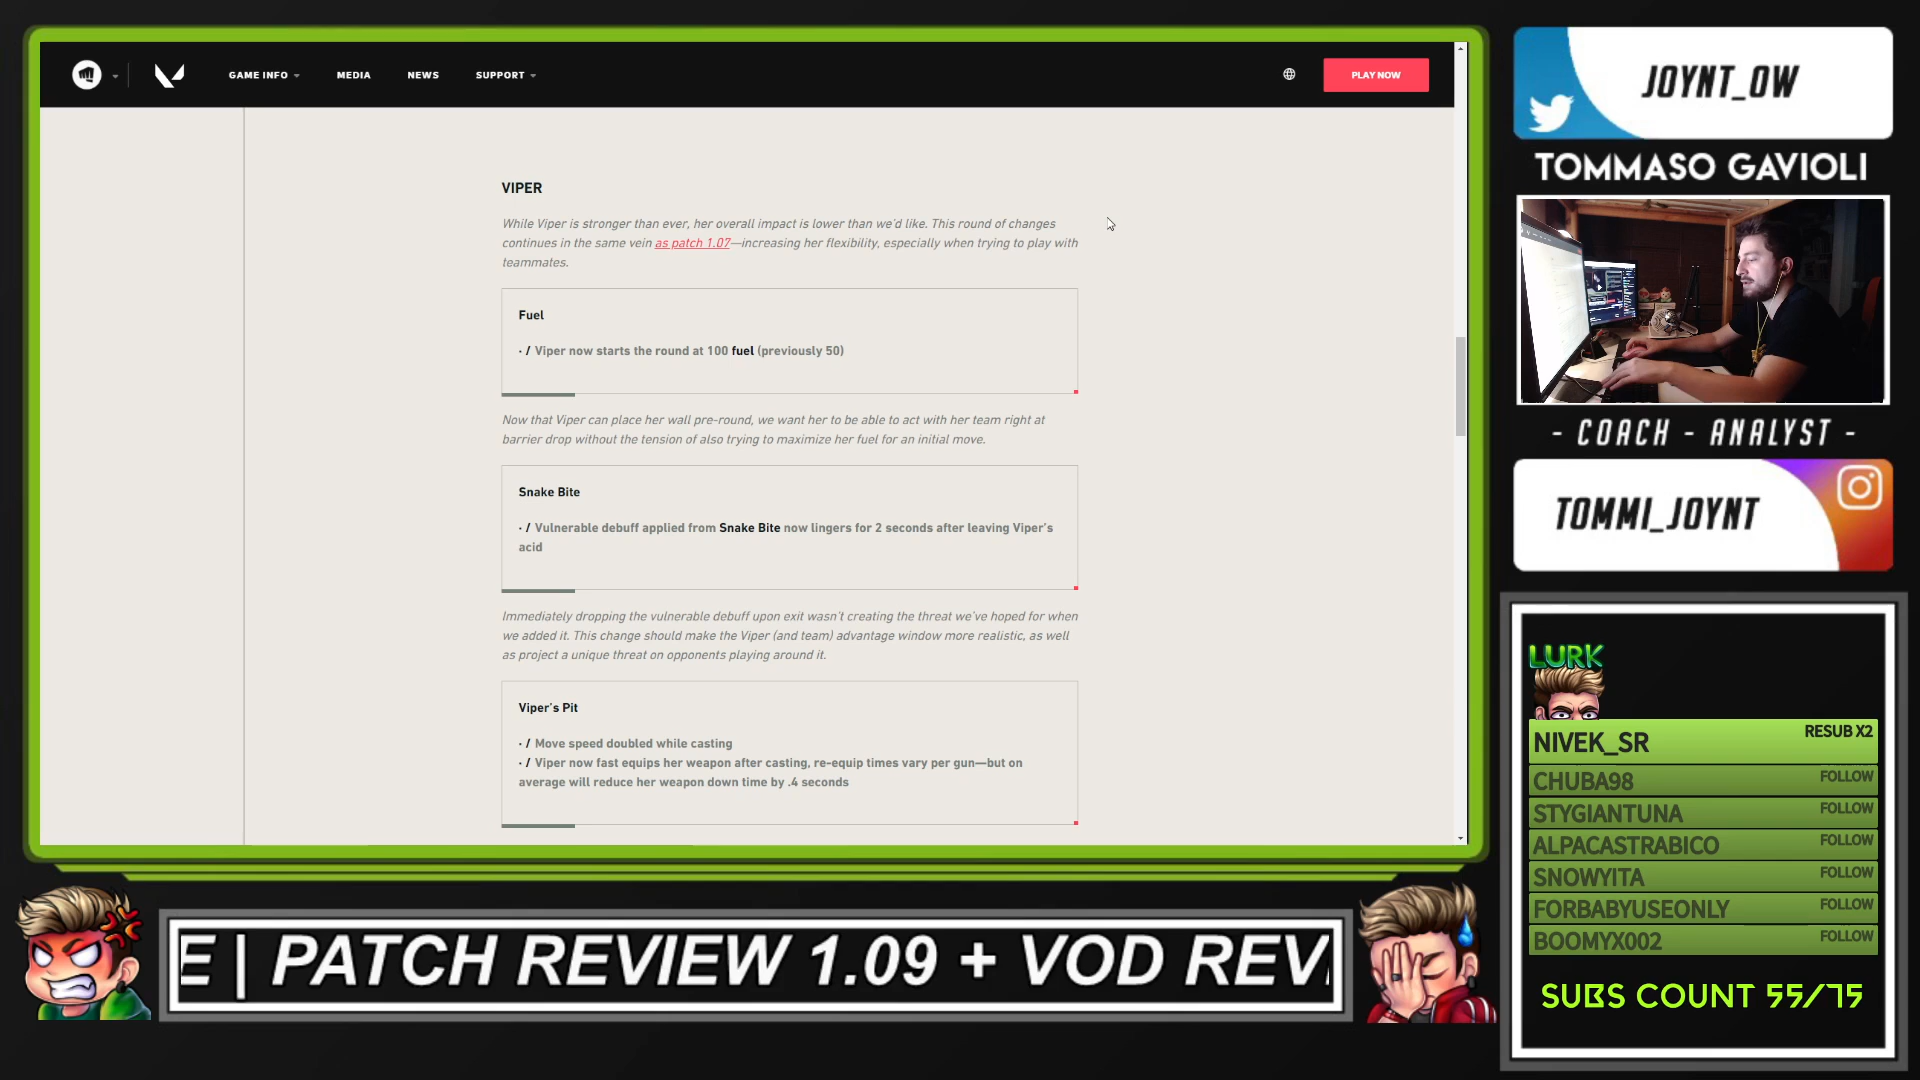 GAME INFO
MEDIA
NEWS
SUPPORT
PLAY NOW
VIPER
While Viper is stronger than ever, her overall impact is lower than we'd like. This round of changes
continues in the same vein as patch 1.07—increasing her flexibility, especially when trying to play with
teammates.
Fuel
· / Viper now starts the round at 100 fuel (previously 50)
Now that Viper can place her wall pre-round, we want her to be able to act with her team right at
barrier drop without the tension of also trying to maximize her fuel for an initial move.
Snake Bite
· / Vulnerable debuff applied from Snake Bite now lingers for 2 seconds after leaving Viper's
acid
Immediately dropping the vulnerable debuff upon exit wasn't creating the threat we've hoped for when
we added it. This change should make the Viper (and team) advantage window more realistic, as well
as project a unique threat on opponents playing around it.
Viper's Pit
· / Move speed doubled while casting
· / Viper now fast equips her weapon after casting, re-equip times vary per gun—but on
average will reduce her weapon down time by .4 seconds
JOYNT_OW
TOMMASO GAVIOLI
- COACH - ANALYST -
TOMMI_JOYNT
LURK
NIVEK_SR RESUB X2
CHUBA98 FOLLOW
STYGIANTUNA FOLLOW
ALPACASTRABICO FOLLOW
SNOWYITA FOLLOW
FORBABYUSEONLY FOLLOW
BOOMYX002 FOLLOW
SUBS COUNT 55/75
E | PATCH REVIEW 1.09 + VOD REV